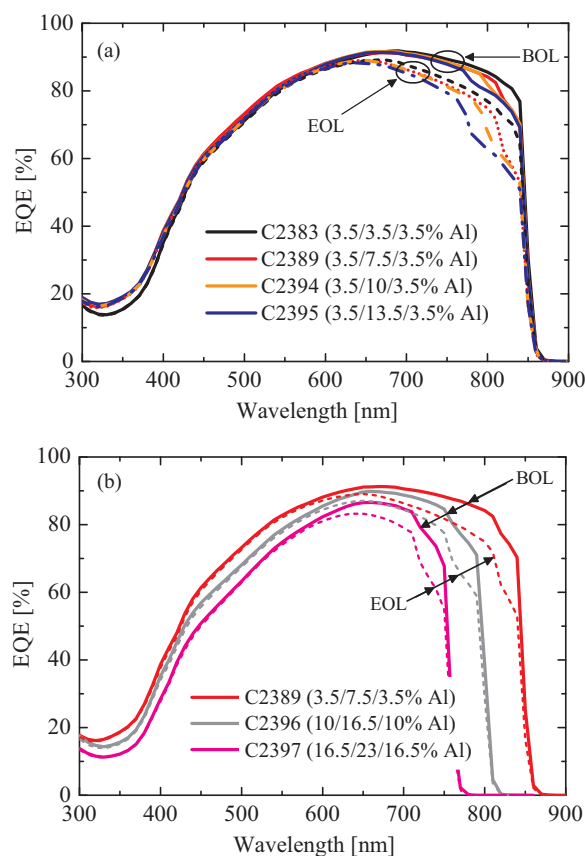 (a)
BOL
EOL
EQE [%]
100
80
60
40
20
0
C2383 (3.5/3.5/3.5% Al)
C2389 (3.5/7.5/3.5% Al)
C2394 (3.5/10/3.5% Al)
C2395 (3.5/13.5/3.5% Al)
300 400 500 600 700 800 900
Wavelength [nm]
(b)
BOL
EOL
EQE [%]
100
80
60
40
20
0
C2389 (3.5/7.5/3.5% Al)
C2396 (10/16.5/10% Al)
C2397 (16.5/23/16.5% Al)
300 400 500 600 700 800 900
Wavelength [nm]